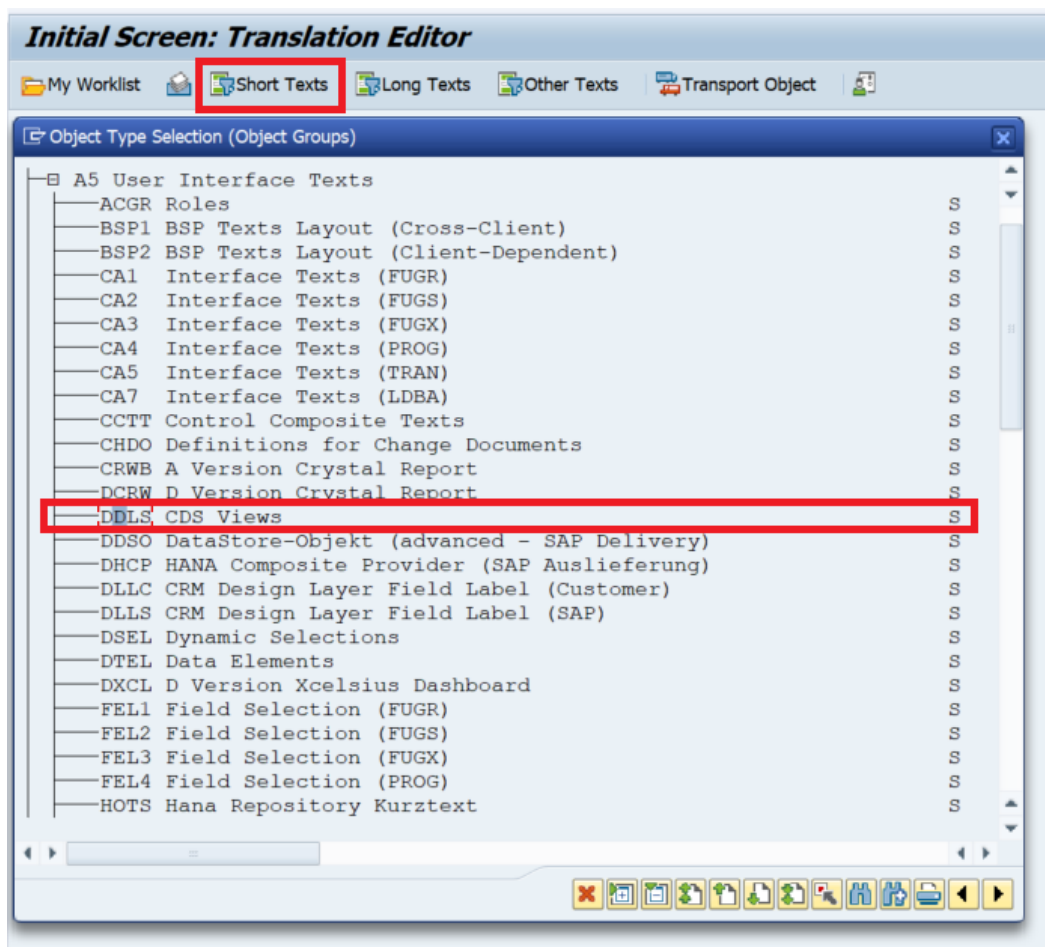 Initial Screen: Translation Editor
My Worklist Short Texts Long Texts Other Texts Transport Object
Object Type Selection (Object Groups)
A5 User Interface Texts
ACGR Roles S
BSP1 BSP Texts Layout (Cross-Client) S
BSP2 BSP Texts Layout (Client-Dependent) S
CA1 Interface Texts (FUGR) S
CA2 Interface Texts (FUGS) S
CA3 Interface Texts (FUGX) S
CA4 Interface Texts (PROG) S
CA5 Interface Texts (TRAN) S
CA7 Interface Texts (LDBA) S
CCTT Control Composite Texts S
CHDO Definitions for Change Documents S
CRWB A Version Crystal Report S
DCRW D Version Crystal Report S
DDLS CDS Views S
DDSO DataStore-Objekt (advanced - SAP Delivery) S
DHCP HANA Composite Provider (SAP Auslieferung) S
DLLC CRM Design Layer Field Label (Customer) S
DLLS CRM Design Layer Field Label (SAP) S
DSEL Dynamic Selections S
DTEL Data Elements S
DXCL D Version Xcelsius Dashboard S
FEL1 Field Selection (FUGR) S
FEL2 Field Selection (FUGS) S
FEL3 Field Selection (FUGX) S
FEL4 Field Selection (PROG) S
HOTS Hana Repository Kurztext S